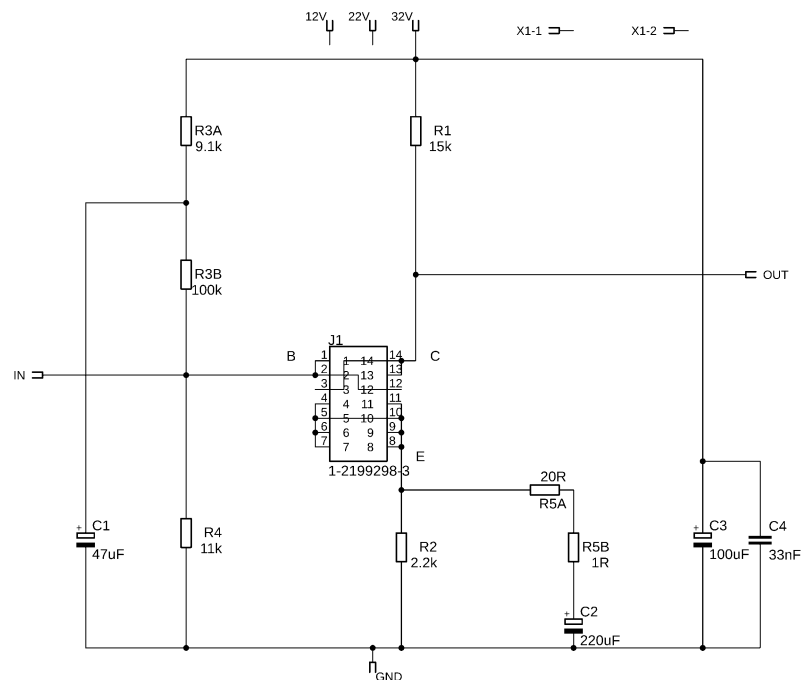 12V 22V 32V X1-1 X1-2
R3A R1
9.1k 15k
R3B OUT
100k
J1
B 1 1 14 14 C
IN 2 2 13 13
3 3 12 12
4 4 11 11
5 5 10 10
6 6 9 9
7 7 8 8
E
1-2199298-3
20R
R5A
C1 R4 R2 R5B C3 C4
47uF 11k 2.2k 1R 100uF 33nF
+ + +
C2
220uF
GND